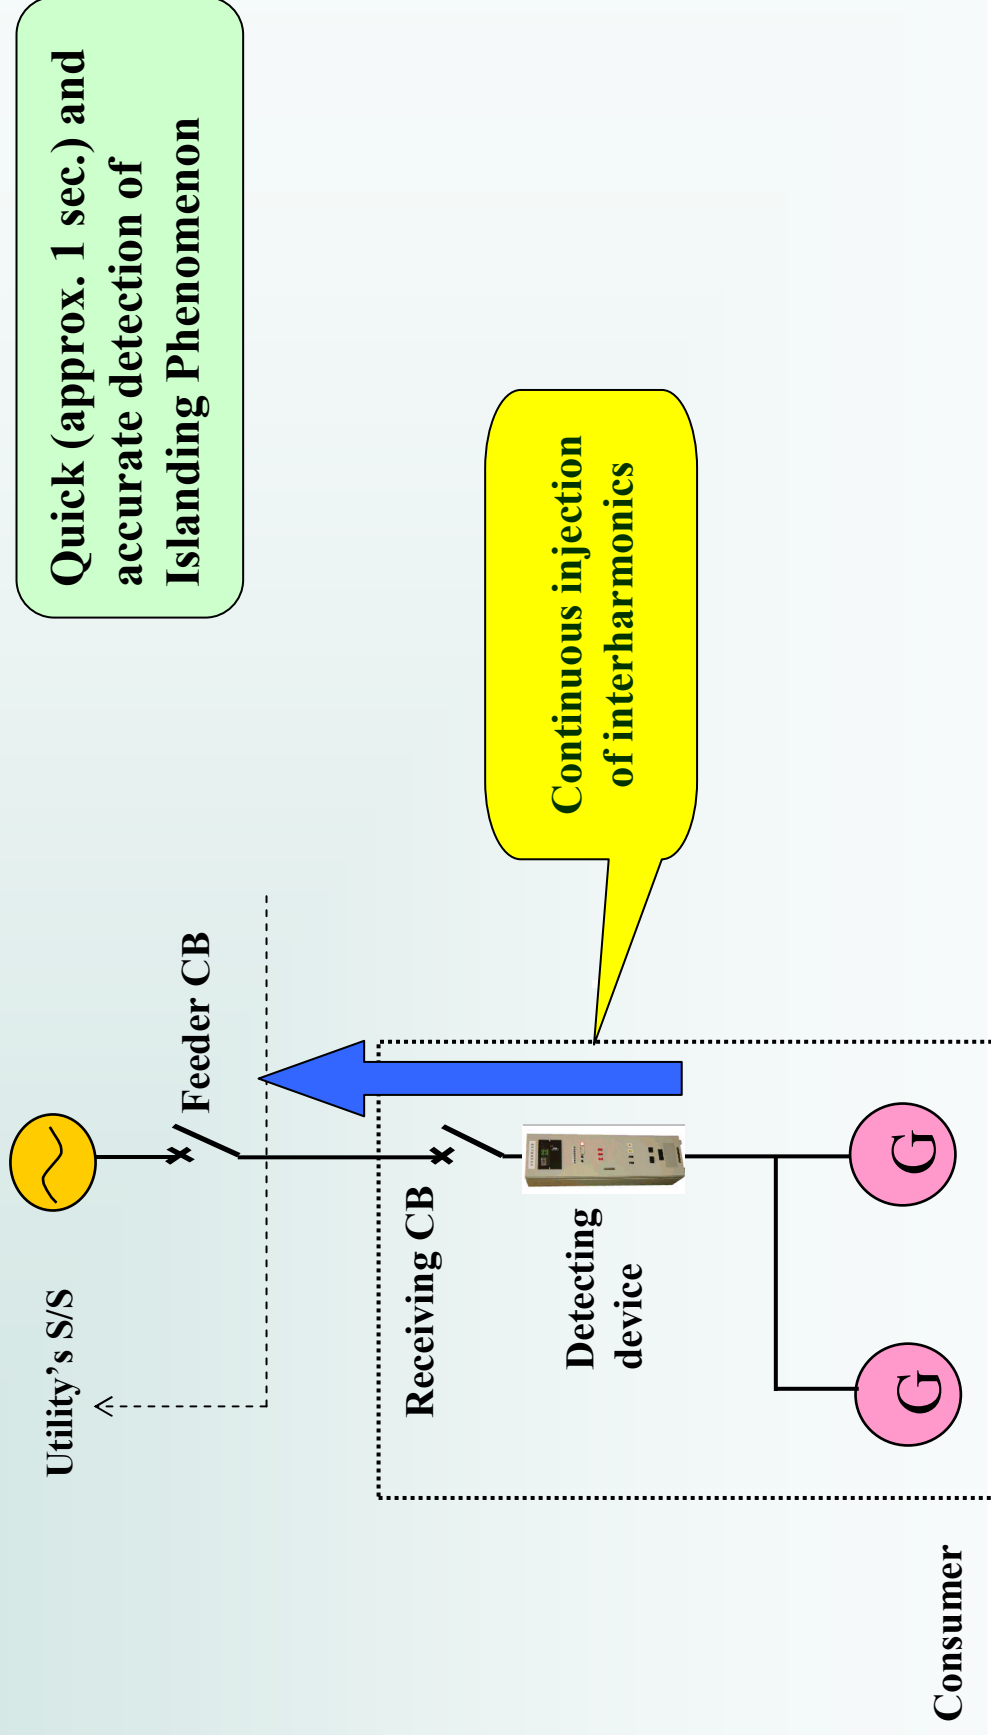 Quick (approx. 1 sec.) and
accurate detection of
Islanding Phenomenon
Utility’s S/S
Feeder CB
Receiving CB
Continuous injection
of interharmonics
Detecting
device
G
G
Consumer